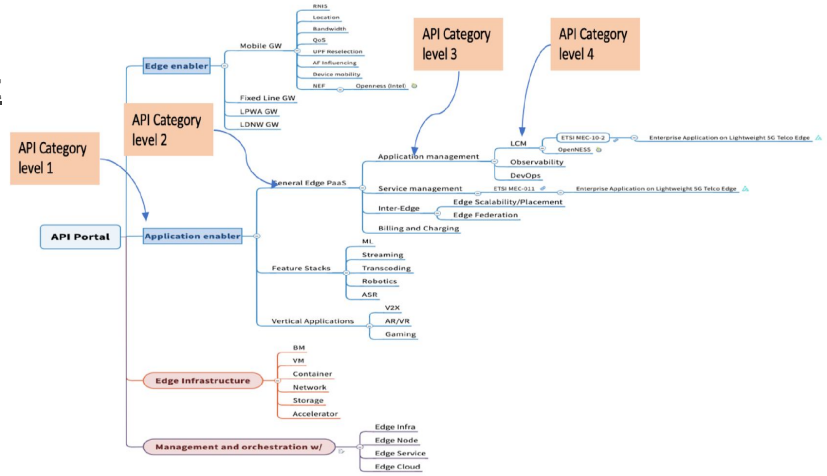 RNIS
Location
Bandwidth
QoS
UPF Reselection
AF Influencing
Device mobility
NEF
Openness (Intel)
Mobile GW
Edge enabler
Fixed Line GW
LPWA GW
LDNW GW
API Category
level 3
API Category
level 4
API Category
level 2
API Category
level 1
LCM
ETSI MEC-10-2
Enterprise Application on Lightweight 5G Telco Edge
OpenNESS
Application management
Observability
DevOps
General Edge PaaS
Service management
ETSI MEC-011
Enterprise Application on Lightweight 5G Telco Edge
Inter-Edge
Edge Scalability/Placement
Edge Federation
Billing and Charging
API Portal
Application enabler
ML
Streaming
Feature Stacks
Transcoding
Robotics
ASR
V2X
Vertical Applications
AR/VR
Gaming
BM
VM
Edge Infrastructure
Container
Network
Storage
Accelerator
Management and orchestration w/
Edge Infra
Edge Node
Edge Service
Edge Cloud